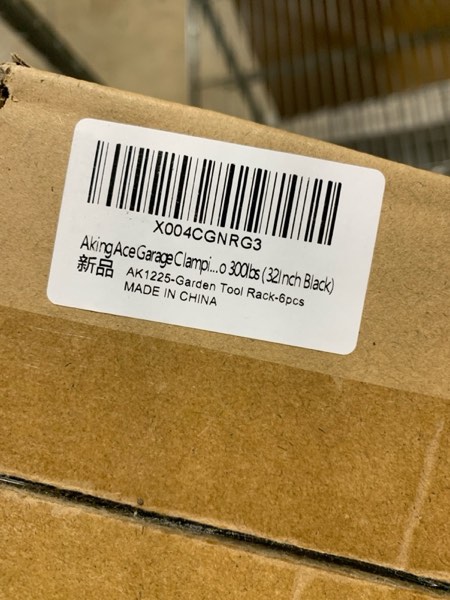 X004CGNRG3
AkingAce Garage Clampi...o 300lbs (32Inch Black)
新品 AK1225-Garden Tool Rack-6pcs
MADE IN CHINA